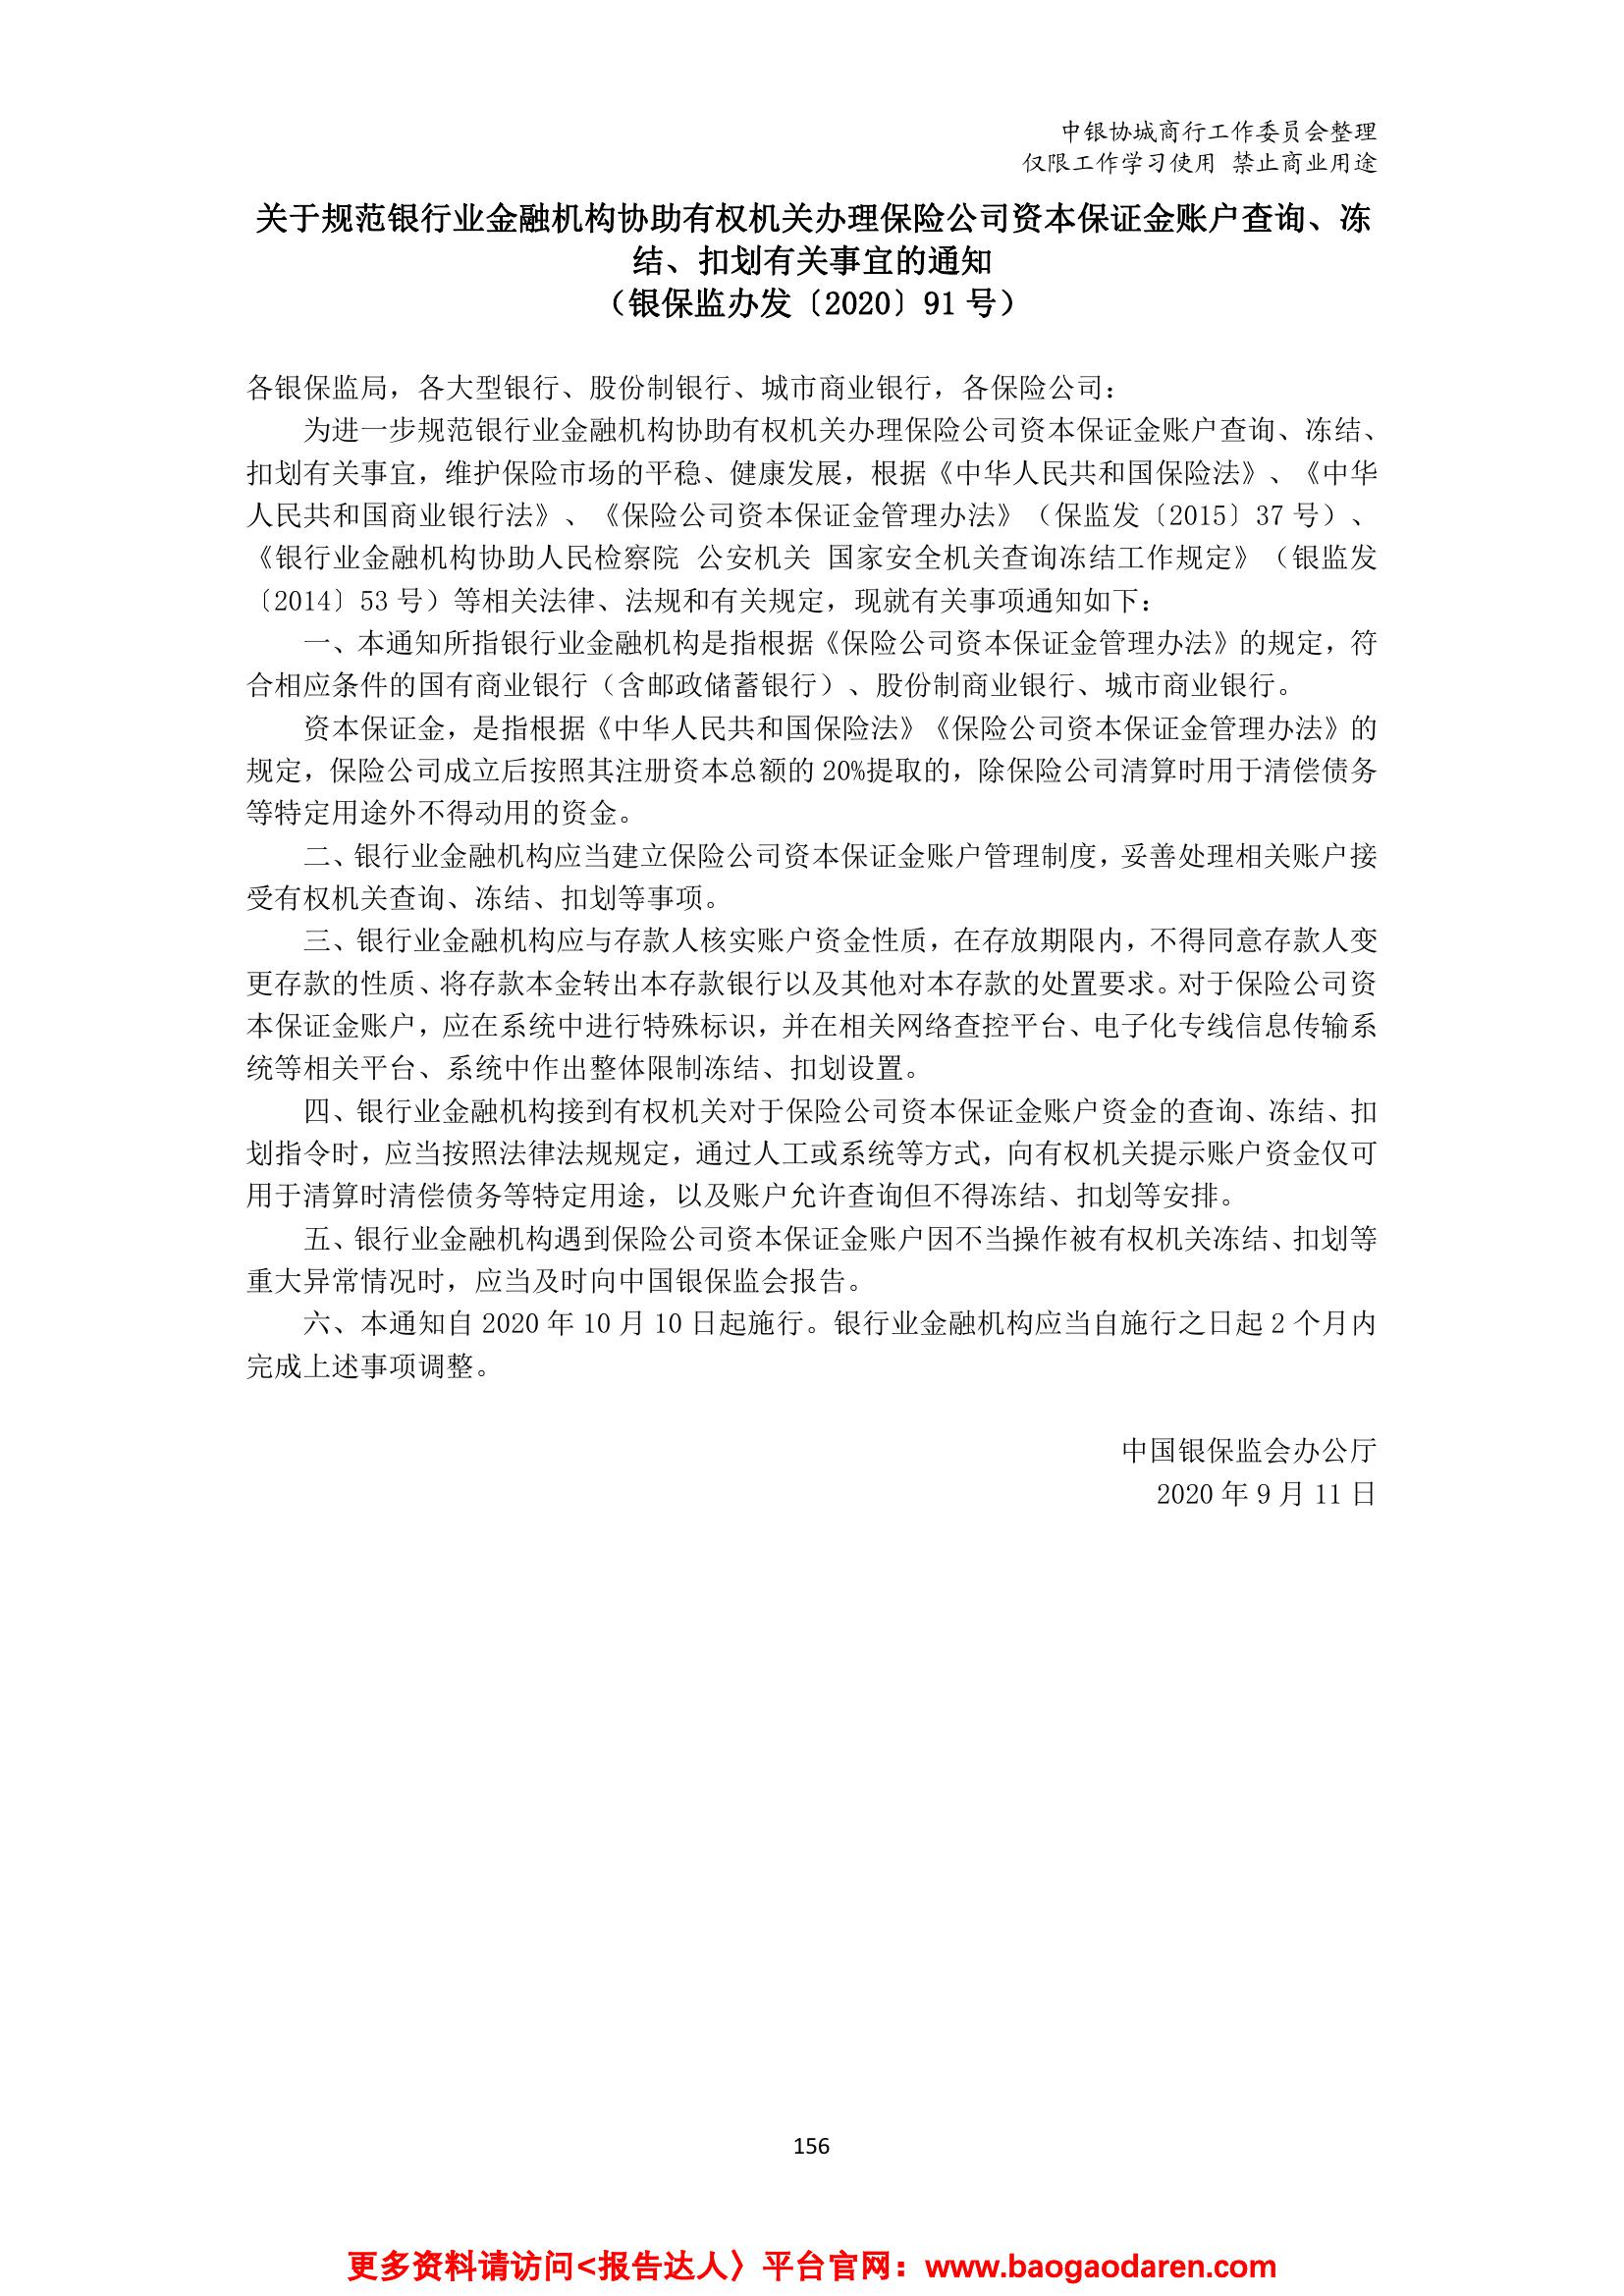 中银协城商行工作委员会整理
仅限工作学习使用 禁止商业用途
关于规范银行业金融机构协助有权机关办理保险公司资本保证金账户查询、冻
结、扣划有关事宜的通知
（银保监办发〔2020〕91 号）
各银保监局，各大型银行、股份制银行、城市商业银行，各保险公司：
为进一步规范银行业金融机构协助有权机关办理保险公司资本保证金账户查询、冻结、
扣划有关事宜，维护保险市场的平稳、健康发展，根据《中华人民共和国保险法》、《中华
人民共和国商业银行法》、《保险公司资本保证金管理办法》（保监发〔2015〕37 号）、
《银行业金融机构协助人民检察院 公安机关 国家安全机关查询冻结工作规定》（银监发
〔2014〕53 号）等相关法律、法规和有关规定，现就有关事项通知如下：
一、本通知所指银行业金融机构是指根据《保险公司资本保证金管理办法》的规定，符
合相应条件的国有商业银行（含邮政储蓄银行）、股份制商业银行、城市商业银行。
资本保证金，是指根据《中华人民共和国保险法》《保险公司资本保证金管理办法》的
规定，保险公司成立后按照其注册资本总额的 20%提取的，除保险公司清算时用于清偿债务
等特定用途外不得动用的资金。
二、银行业金融机构应当建立保险公司资本保证金账户管理制度，妥善处理相关账户接
受有权机关查询、冻结、扣划等事项。
三、银行业金融机构应与存款人核实账户资金性质，在存放期限内，不得同意存款人变
更存款的性质、将存款本金转出本存款银行以及其他对本存款的处置要求。对于保险公司资
本保证金账户，应在系统中进行特殊标识，并在相关网络查控平台、电子化专线信息传输系
统等相关平台、系统中作出整体限制冻结、扣划设置。
四、银行业金融机构接到有权机关对于保险公司资本保证金账户资金的查询、冻结、扣
划指令时，应当按照法律法规规定，通过人工或系统等方式，向有权机关提示账户资金仅可
用于清算时清偿债务等特定用途，以及账户允许查询但不得冻结、扣划等安排。
五、银行业金融机构遇到保险公司资本保证金账户因不当操作被有权机关冻结、扣划等
重大异常情况时，应当及时向中国银保监会报告。
六、本通知自 2020 年 10 月 10 日起施行。银行业金融机构应当自施行之日起 2 个月内
完成上述事项调整。
中国银保监会办公厅
2020 年 9 月 11 日
156
更多资料请访问<报告达人〉平台官网：www.baogaodaren.com